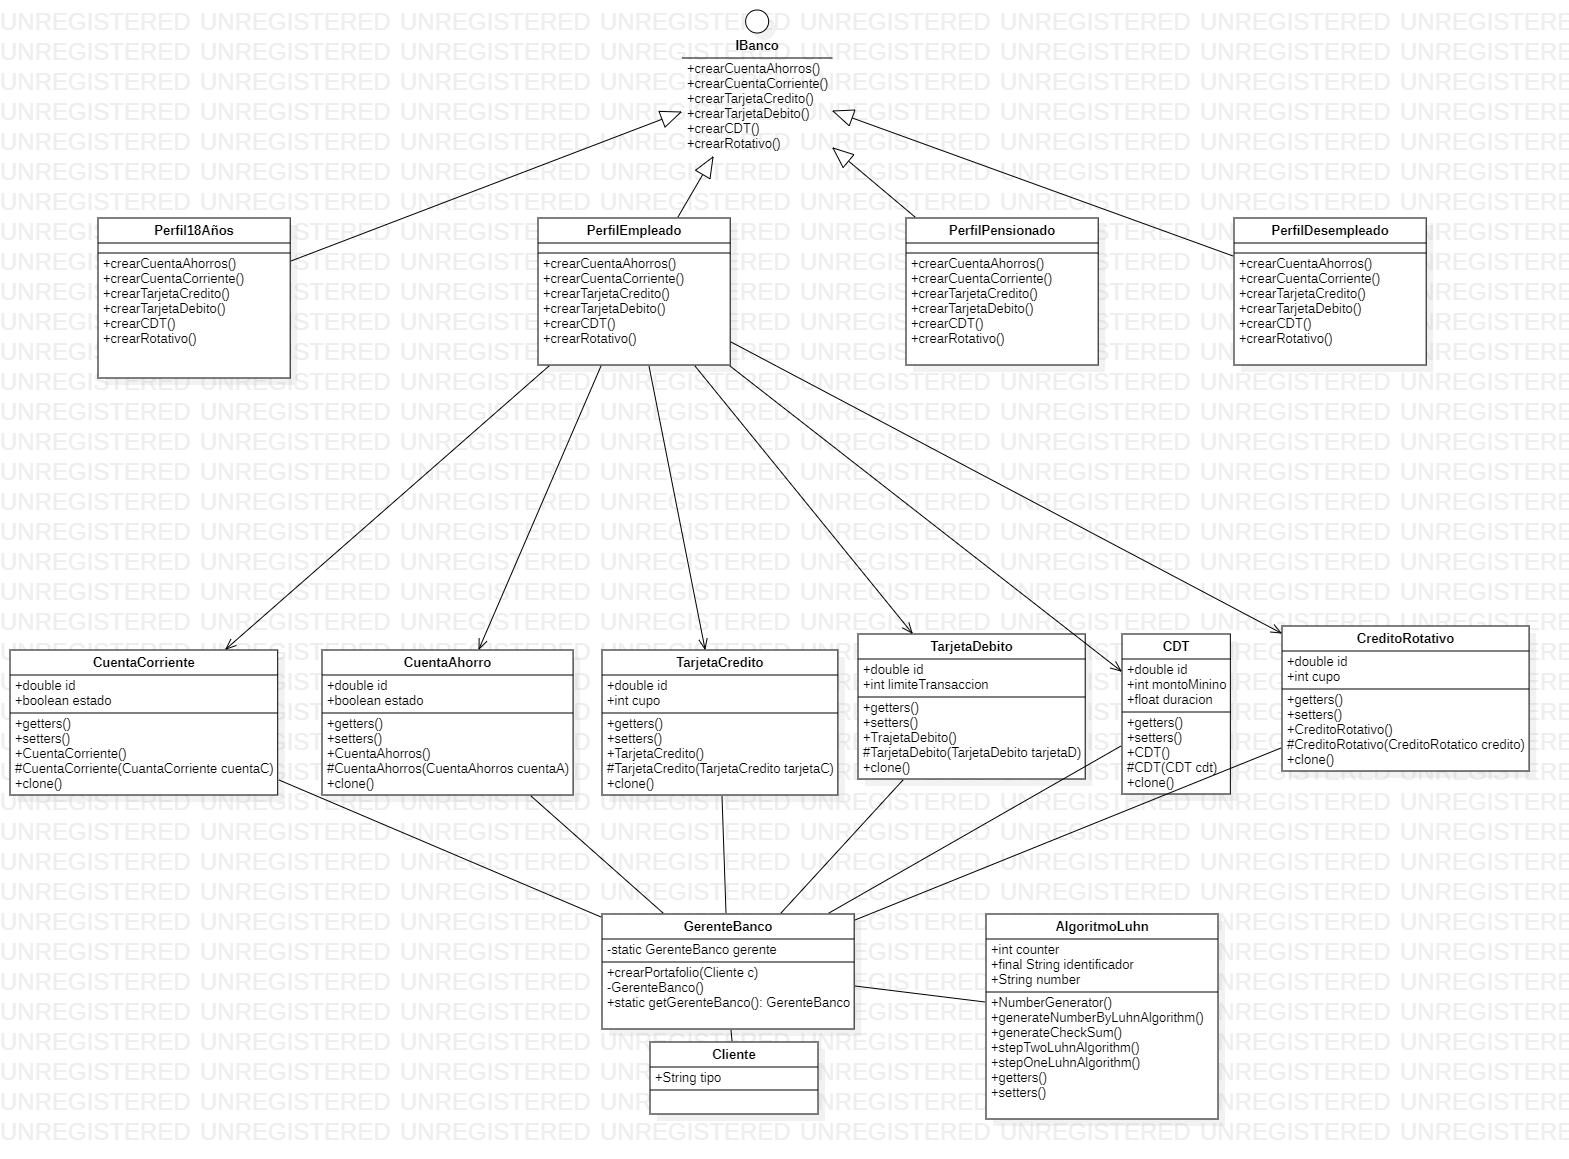 IBanco
+crearCuentaAhorros()
+crearCuentaCorriente()
+crearTarjetaCredito()
+crearTarjetaDebito()
+crearCDT()
+crearRotativo()
Perfil18Años
+crearCuentaAhorros()
+crearCuentaCorriente()
+crearTarjetaCredito()
+crearTarjetaDebito()
+crearCDT()
+crearRotativo()
PerfilEmpleado
+crearCuentaAhorros()
+crearCuentaCorriente()
+crearTarjetaCredito()
+crearTarjetaDebito()
+crearCDT()
+crearRotativo()
PerfilPensionado
+crearCuentaAhorros()
+crearCuentaCorriente()
+crearTarjetaCredito()
+crearTarjetaDebito()
+crearCDT()
+crearRotativo()
PerfilDesempleado
+crearCuentaAhorros()
+crearCuentaCorriente()
+crearTarjetaCredito()
+crearTarjetaDebito()
+crearCDT()
+crearRotativo()
CuentaCorriente
+double id
+boolean estado
+getters()
+setters()
+CuentaCorriente()
#CuentaCorriente(CuantaCorriente cuentaC)
+clone()
CuentaAhorro
+double id
+boolean estado
+getters()
+setters()
+CuentaAhorros()
#CuentaAhorros(CuentaAhorros cuentaA)
+clone()
TarjetaCredito
+double id
+int cupo
+getters()
+setters()
+TarjetaCredito()
#TarjetaCredito(TarjetaCredito tarjetaC)
+clone()
TarjetaDebito
+double id
+int limiteTransaccion
+getters()
+setters()
+TrajetaDebito()
#TarjetaDebito(TarjetaDebito tarjetaD)
+clone()
CDT
+double id
+int montoMinino
+float duracion
+getters()
+setters()
+CDT()
#CDT(CDT cdt)
+clone()
CreditoRotativo
+double id
+int cupo
+getters()
+setters()
+CreditoRotativo()
#CreditoRotativo(CreditoRotatico credito)
+clone()
GerenteBanco
-static GerenteBanco gerente
+crearPortafolio(Cliente c)
-GerenteBanco()
+static getGerenteBanco(): GerenteBanco
AlgoritmoLuhn
+int counter
+final String identificador
+String number
+NumberGenerator()
+generateNumberByLuhnAlgorithm()
+generateCheckSum()
+stepTwoLuhnAlgorithm()
+stepOneLuhnAlgorithm()
+getters()
+setters()
Cliente
+String tipo
UNREGISTERED